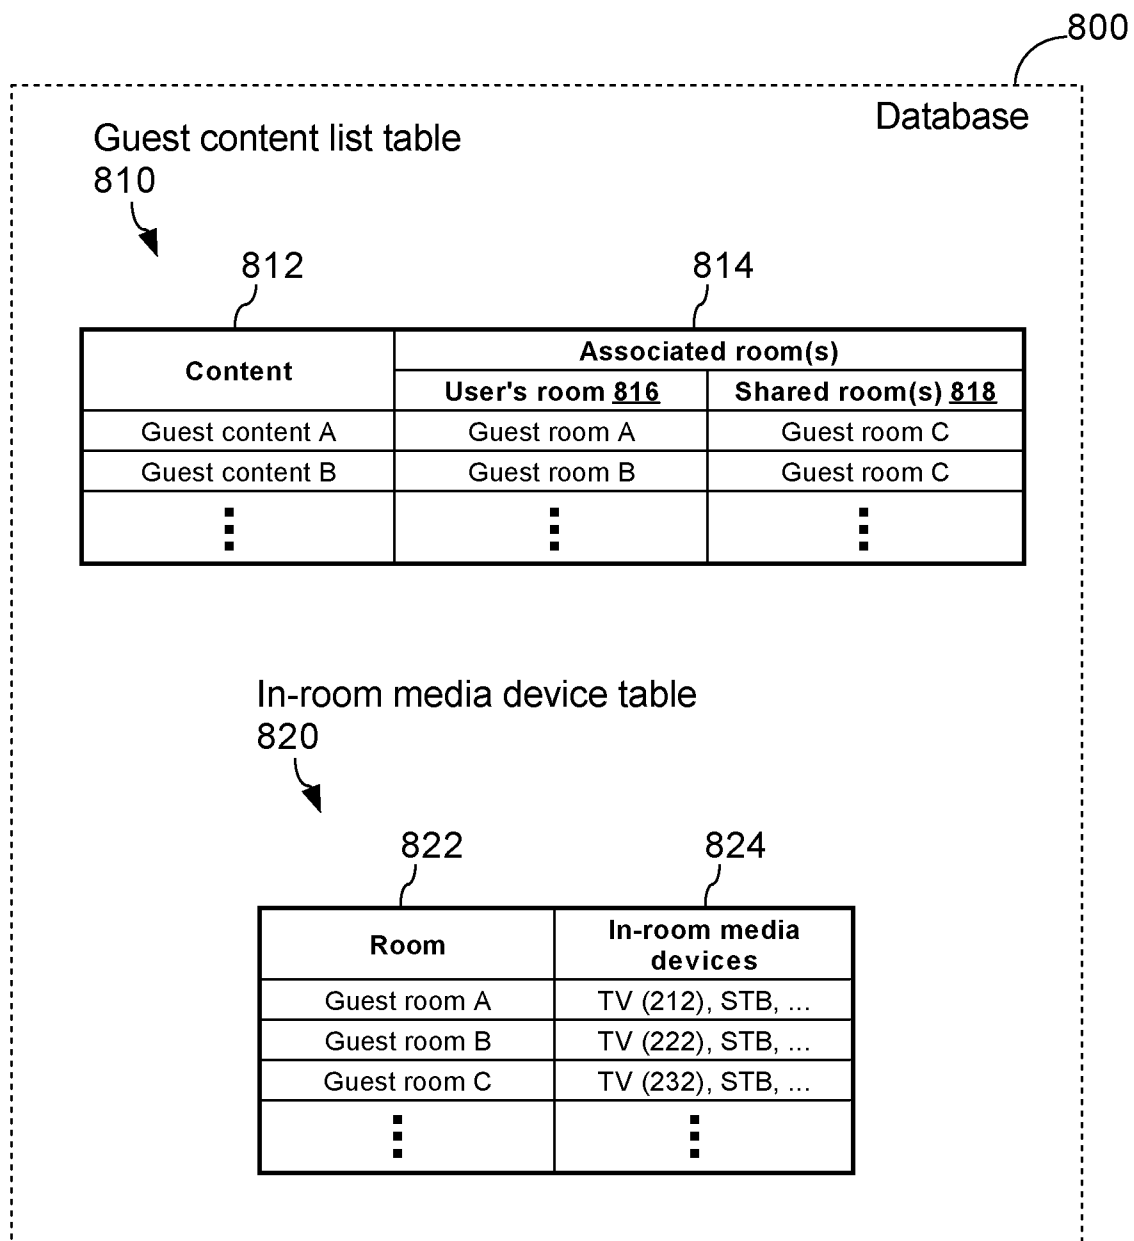 800
Database
Guest content list table
810
812
814
Content
Associated room(s)
User's room 816
Shared room(s) 818
Guest content A
Guest room A
Guest room C
Guest content B
Guest room B
Guest room C
In-room media device table
820
822
824
Room
In-room media
devices
Guest room A
TV (212), STB, ...
Guest room B
TV (222), STB, ...
Guest room C
TV (232), STB, ...